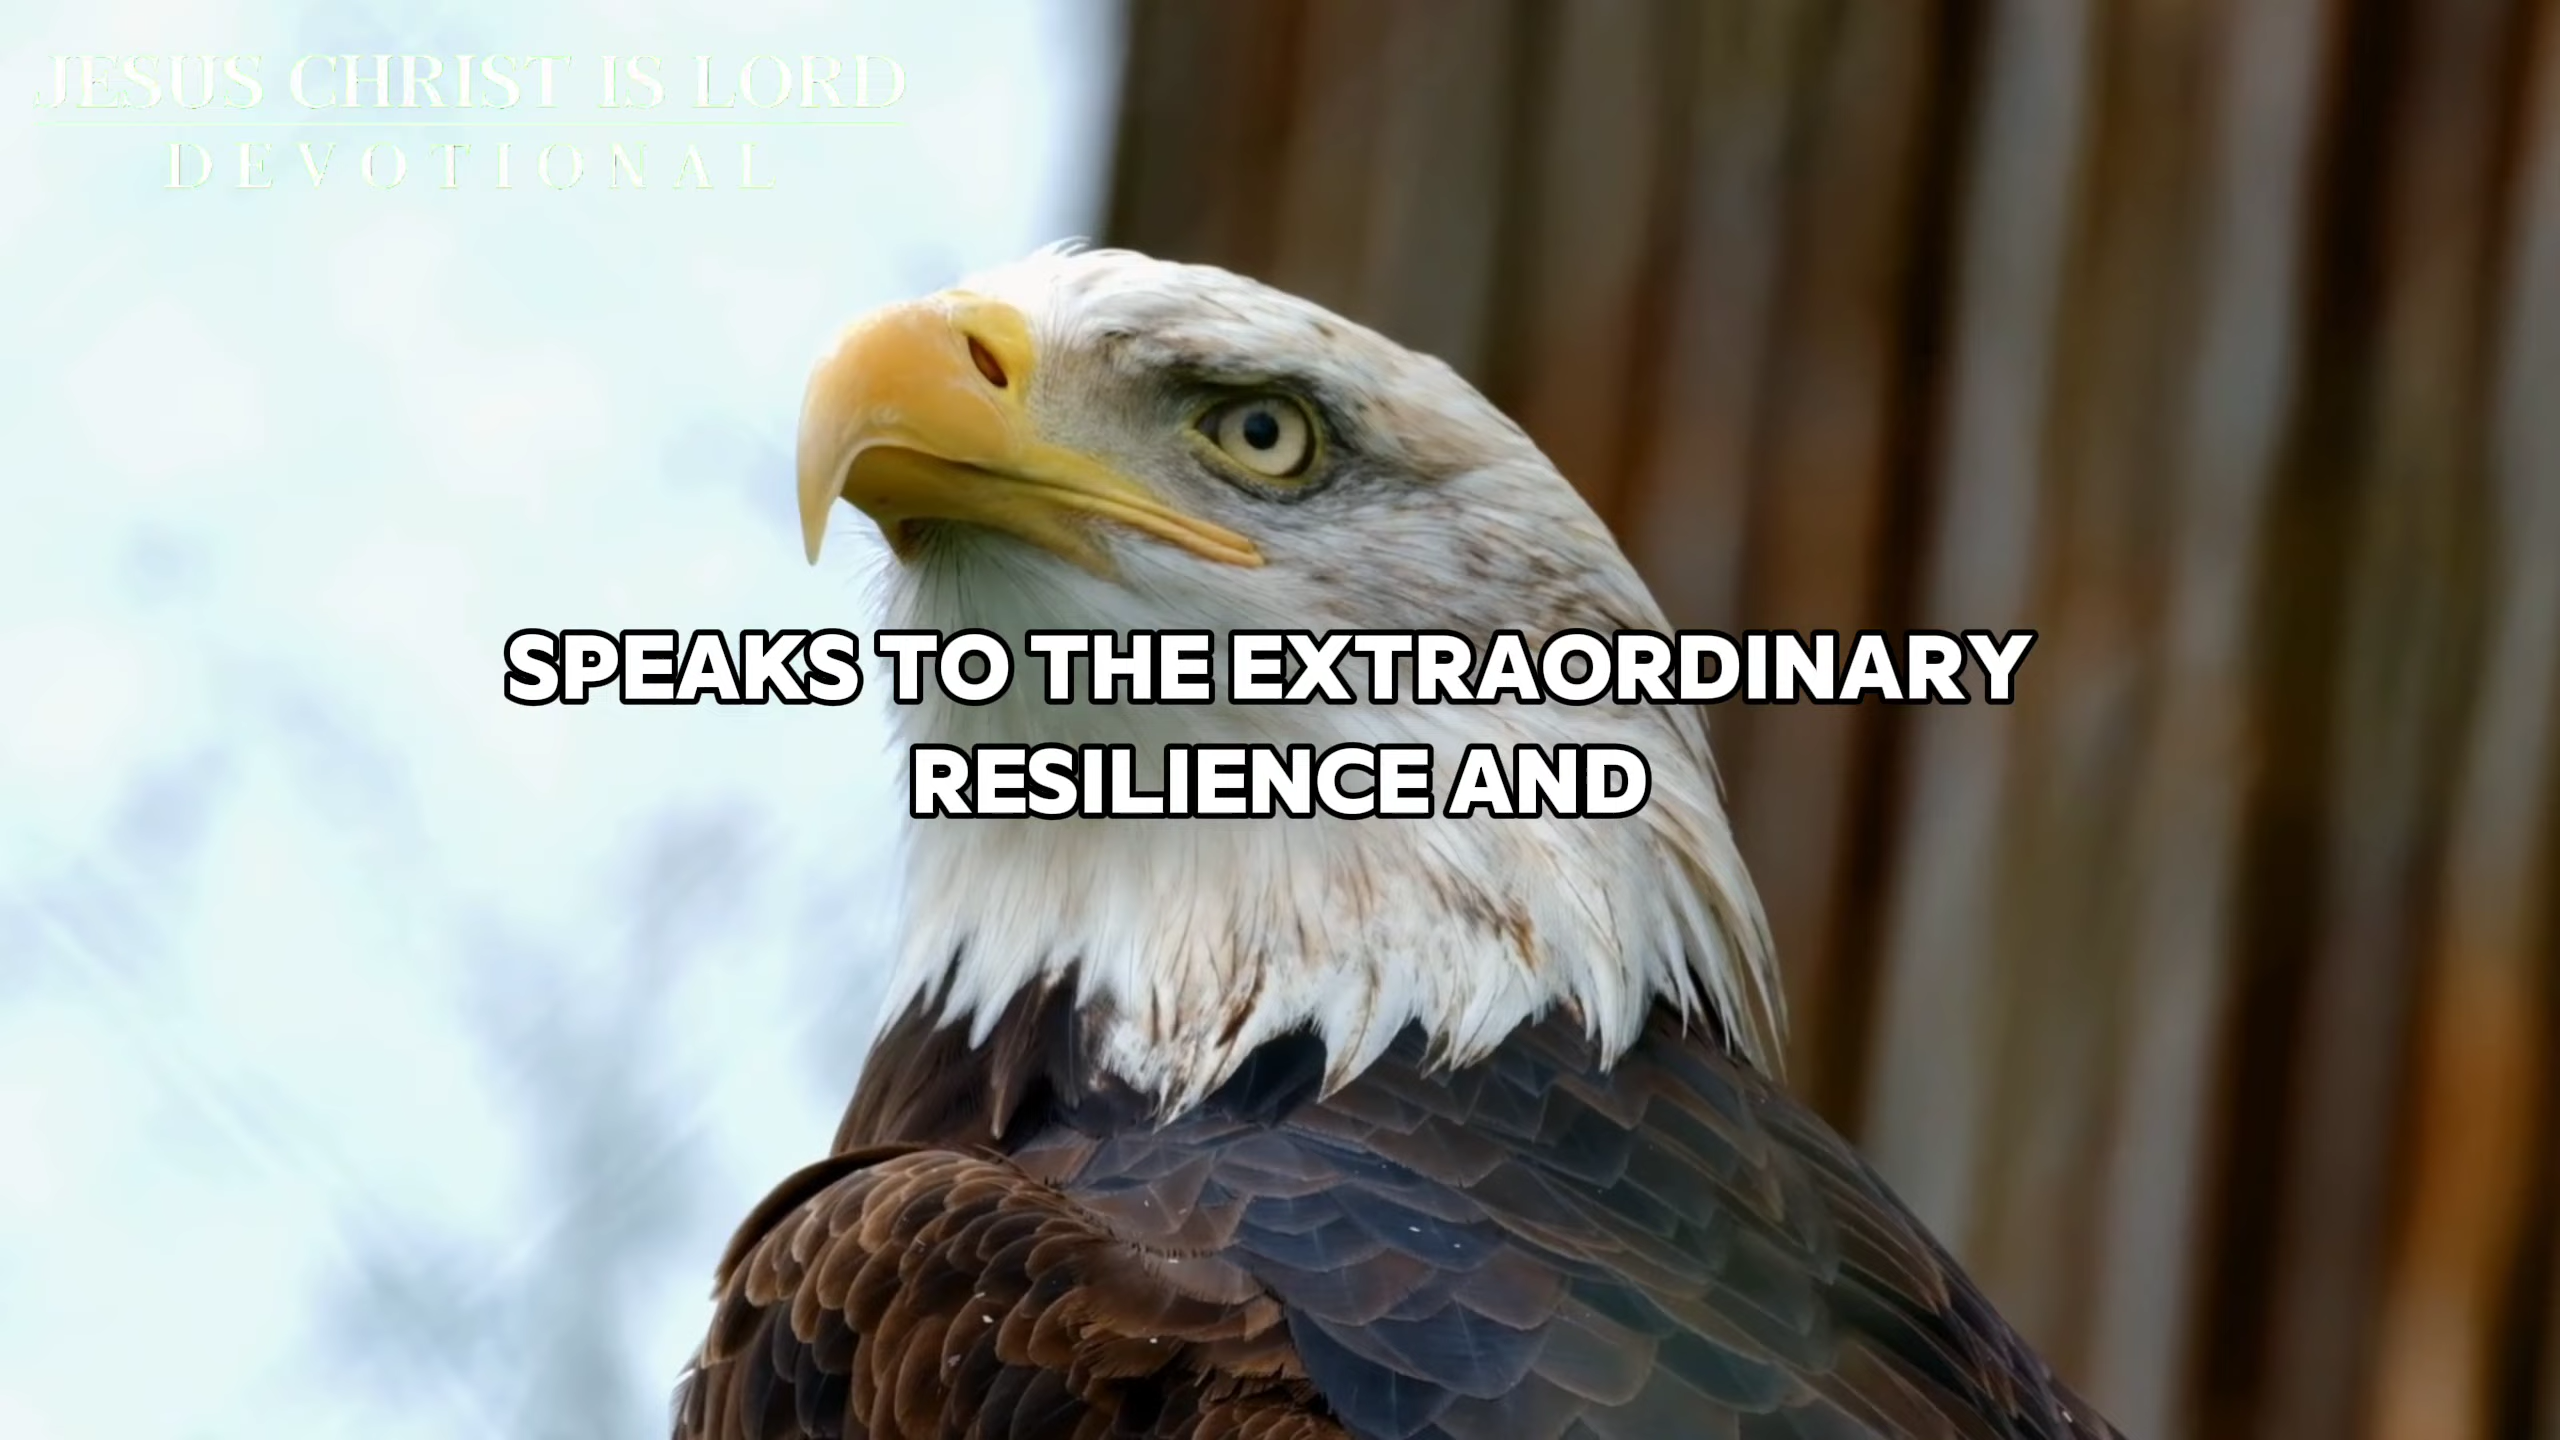 JESUS CHRIST IS LORD
DEVOTIONAL
SPEAKS TO THE EXTRAORDINARY
RESILIENCE AND